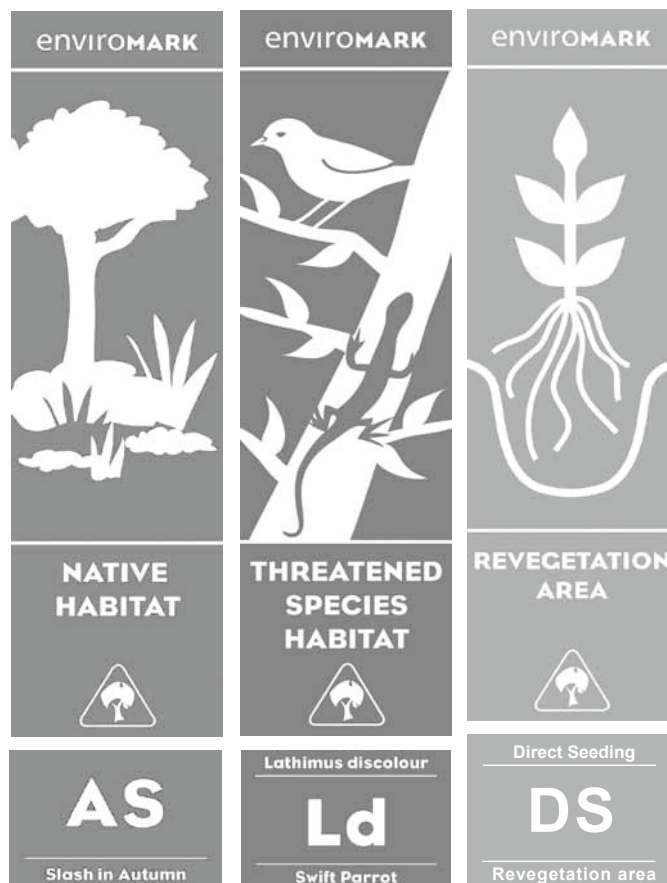 enviroMARK
NATIVE
HABITAT
AS
Slash in Autumn
enviroMARK
THREATENED
SPECIES
HABITAT
Lathimus discolour
Ld
Swift Parrot
enviroMARK
REVEGETATION
AREA
Direct Seeding
DS
Revegetation area